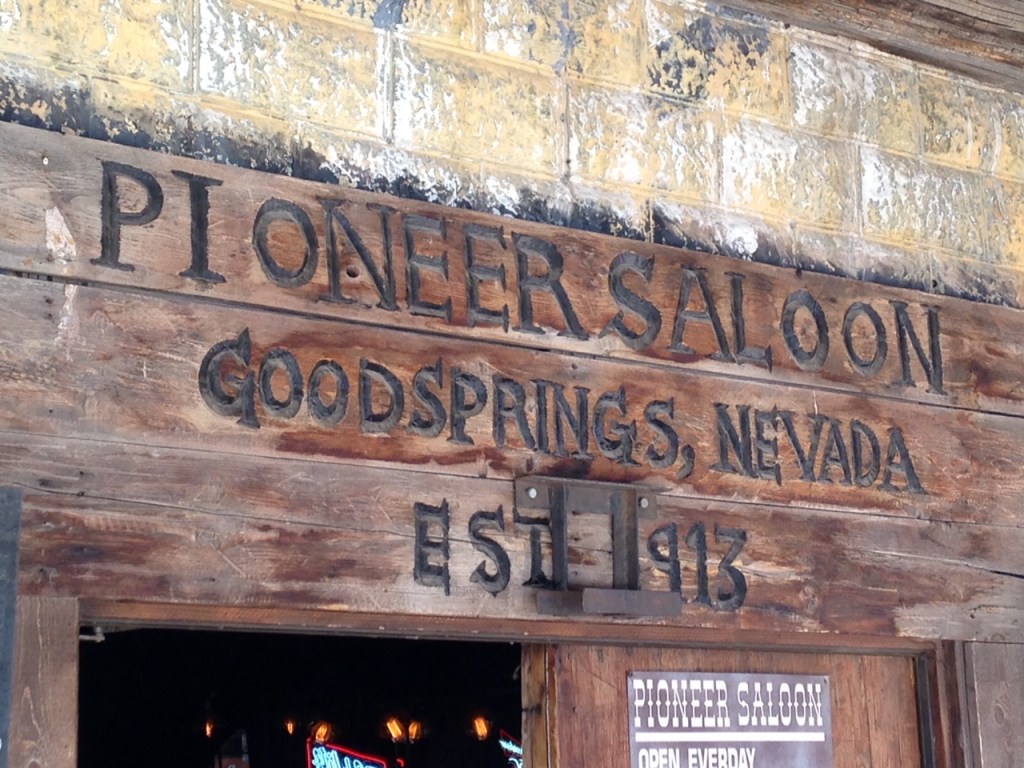 PIONEER SALOON
GOODSPRINGS, NEVADA
EST 1913
PIONEER SALOON
OPEN EVERDAY